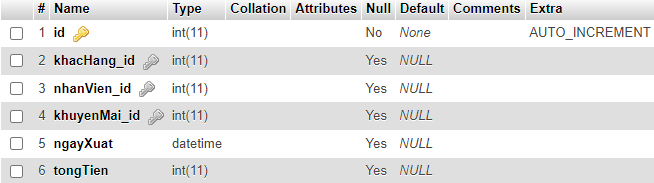 # Name Type Collation Attributes Null Default Comments Extra
1 id int(11) No None AUTO_INCREMENT
2 khacHang_id int(11) Yes NULL
3 nhanVien_id int(11) Yes NULL
4 khuyenMai_id int(11) Yes NULL
5 ngayXuat datetime Yes NULL
6 tongTien int(11) Yes NULL